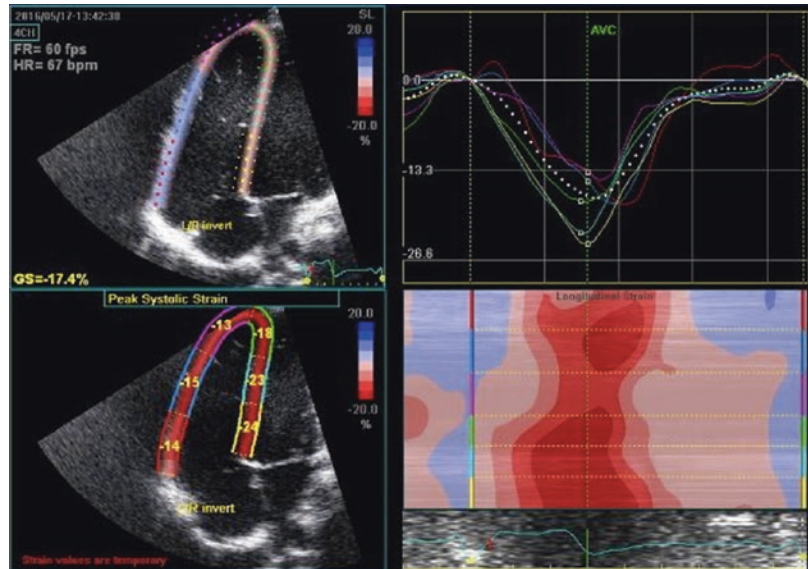 2016/05/17-13:42:38
4CH
FR= 60 fps
HR= 67 bpm
SL
20.0
-20.0
%
L/R invert
GS=-17.4%
AVC
0.0
-13.3
-26.6
Peak Systolic Strain
20.0
-20.0
%
-13
-18
-15
-23
-14
-24
L/R invert
Strain values are temporary
Longitudinal Strain